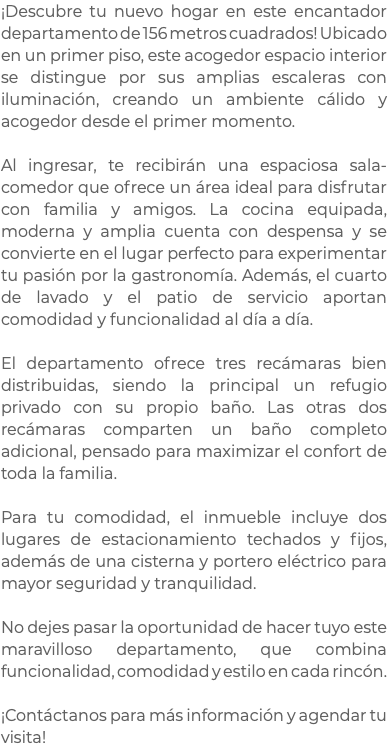 ¡Descubre tu nuevo hogar en este encantador
departamento de 156 metros cuadrados! Ubicado
en un primer piso, este acogedor espacio interior
se distingue por sus amplias escaleras con
iluminación, creando un ambiente cálido y
acogedor desde el primer momento.

Al ingresar, te recibirán una espaciosa sala-
comedor que ofrece un área ideal para disfrutar
con familia y amigos. La cocina equipada,
moderna y amplia cuenta con despensa y se
convierte en el lugar perfecto para experimentar
tu pasión por la gastronomía. Además, el cuarto
de lavado y el patio de servicio aportan
comodidad y funcionalidad al día a día.

El departamento ofrece tres recámaras bien
distribuidas, siendo la principal un refugio
privado con su propio baño. Las otras dos
recámaras comparten un baño completo
adicional, pensado para maximizar el confort de
toda la familia.

Para tu comodidad, el inmueble incluye dos
lugares de estacionamiento techados y fijos,
además de una cisterna y portero eléctrico para
mayor seguridad y tranquilidad.

No dejes pasar la oportunidad de hacer tuyo este
maravilloso departamento, que combina
funcionalidad, comodidad y estilo en cada rincón.

¡Contáctanos para más información y agendar tu
visita!